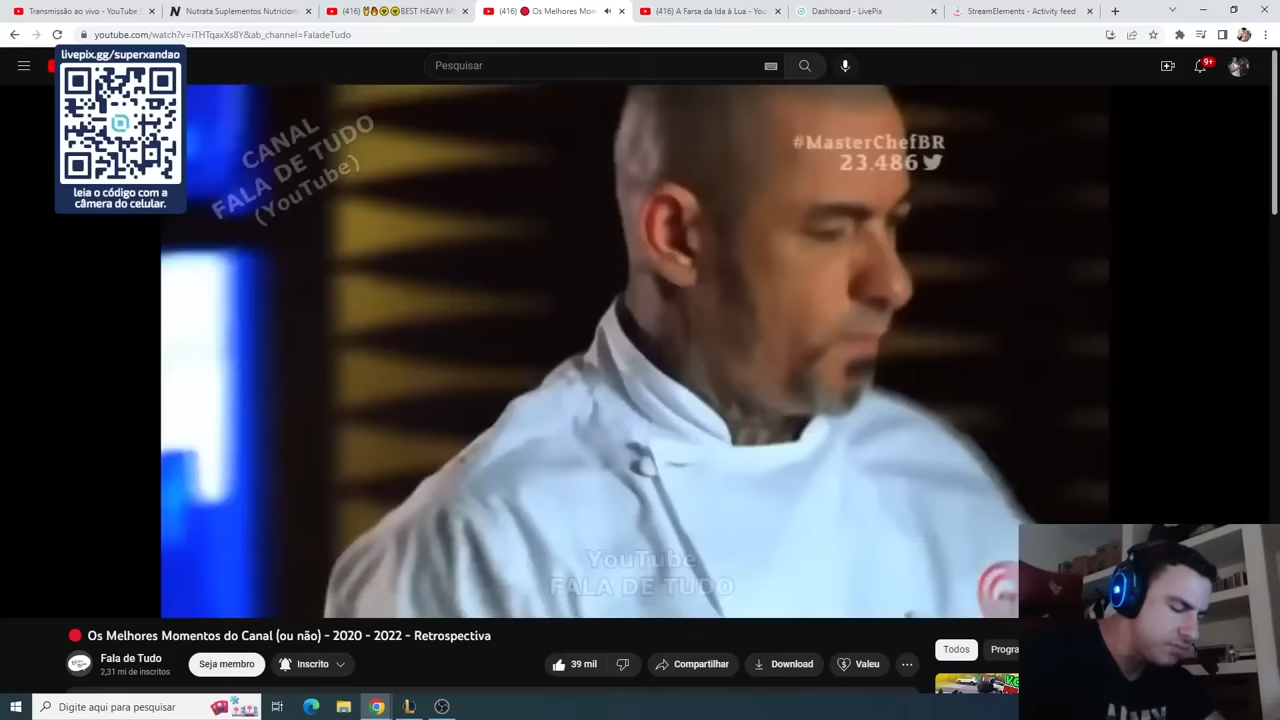 (416) 🔴 Transmissão ao vivo - YouTube S
Nutrata Suplementos Nutricionai
(416) BEST HEAVY M
(416) 🔴 Os Melhores Mom
(416) A Farsa da Ida à Lua - You
Dashboard - LivePix
StreamElements - Activity feed
youtube.com/watch?v=iTHTqaxXs8Y&ab_channel=FaladeTudo
livepix.gg/superxandao
leia o código com a
câmera do celular.
Pesquisar
9+
CANAL
FALA DE TUDO
(YouTube)
#MasterChefBR
23.486
YouTube
FALA DE TUDO
Os Melhores Momentos do Canal (ou não) - 2020 - 2022 - Retrospectiva
Fala de Tudo
2,31 mi de inscritos
Seja membro
Inscrito
39 mil
Compartilhar
Download
Valeu
Todos
Progra
ARMY
Digite aqui para pesquisar